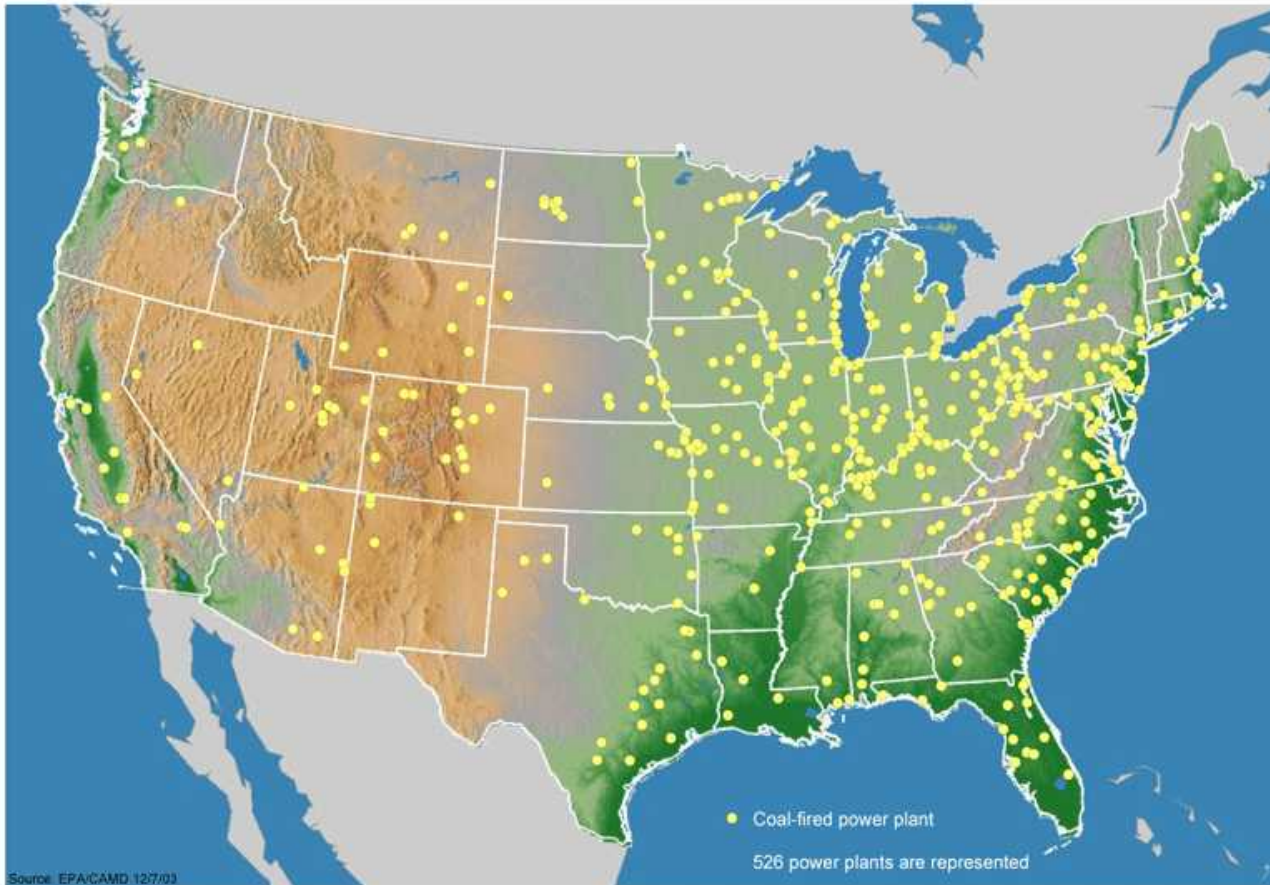 Coal-fired power plant
526 power plants are represented
Source: EPA/CAMD 12/7/03